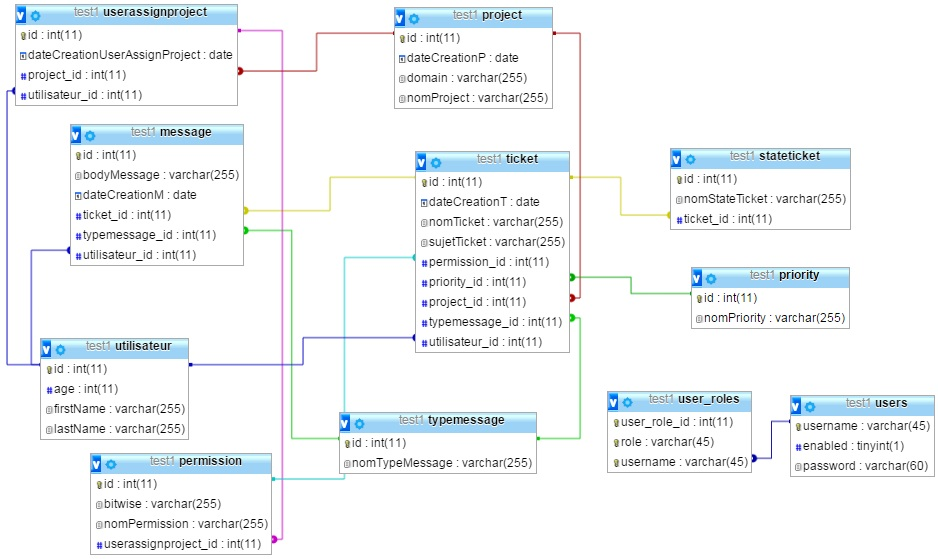 test1 userassignproject
id : int(11)
dateCreationUserAssignProject : date
project_id : int(11)
utilisateur_id : int(11)
test1 project
id : int(11)
dateCreationP : date
domain : varchar(255)
nomProject : varchar(255)
test1 message
id : int(11)
bodyMessage : varchar(255)
dateCreationM : date
ticket_id : int(11)
typemessage_id : int(11)
utilisateur_id : int(11)
test1 ticket
id : int(11)
dateCreationT : date
nomTicket : varchar(255)
sujetTicket : varchar(255)
permission_id : int(11)
priority_id : int(11)
project_id : int(11)
typemessage_id : int(11)
utilisateur_id : int(11)
test1 stateticket
id : int(11)
nomStateTicket : varchar(255)
ticket_id : int(11)
test1 priority
id : int(11)
nomPriority : varchar(255)
test1 utilisateur
id : int(11)
age : int(11)
firstName : varchar(255)
lastName : varchar(255)
test1 typemessage
id : int(11)
nomTypeMessage : varchar(255)
test1 user_roles
user_role_id : int(11)
role : varchar(45)
username : varchar(45)
test1 users
username : varchar(45)
enabled : tinyint(1)
password : varchar(60)
test1 permission
id : int(11)
bitwise : varchar(255)
nomPermission : varchar(255)
userassignproject_id : int(11)